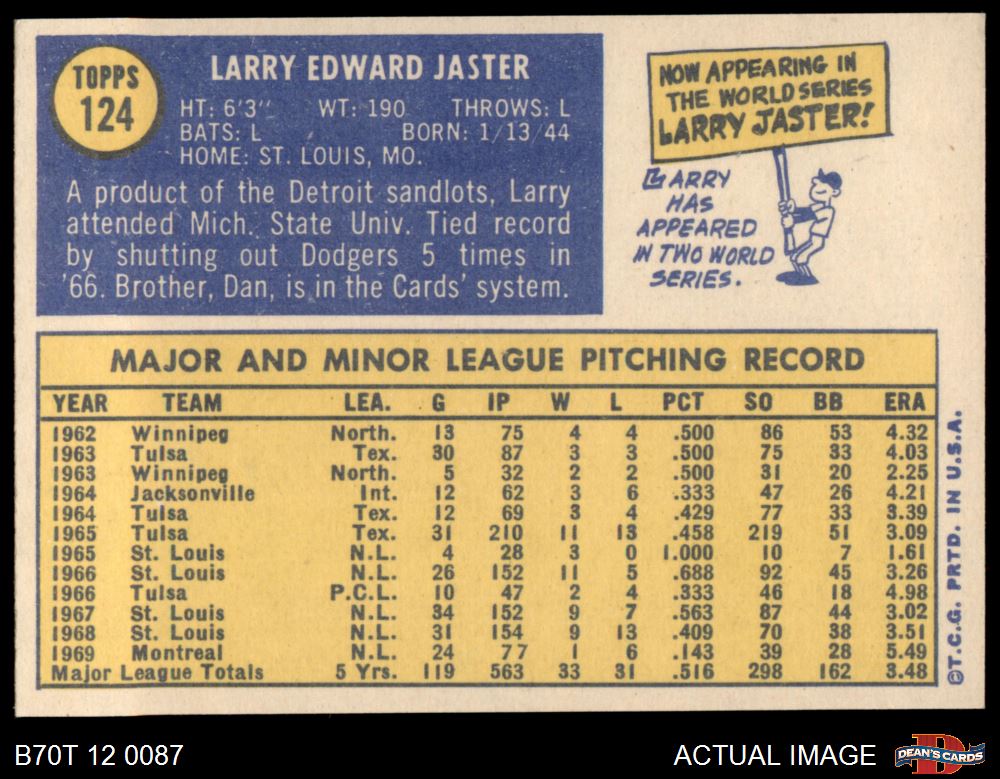 TOPPS
124
LARRY EDWARD JASTER
HT: 6'3" WT: 190 THROWS: L
BATS: L BORN: 1/13/44
HOME: ST. LOUIS, MO.
A product of the Detroit sandlots, Larry
attended Mich. State Univ. Tied record
by shutting out Dodgers 5 times in
'66. Brother, Dan, is in the Cards' system.
NOW APPEARING IN
THE WORLD SERIES
LARRY JASTER!
LARRY
HAS
APPEARED
IN TWO WORLD
SERIES.
MAJOR AND MINOR LEAGUE PITCHING RECORD
YEAR TEAM LEA. G IP W L PCT SO BB ERA
1962 Winnipeg North. 13 75 4 4 .500 86 53 4.32
1963 Tulsa Tex. 30 87 3 3 .500 75 33 4.03
1963 Winnipeg North. 5 32 2 2 .500 31 20 2.25
1964 Jacksonville Int. 12 62 3 6 .333 47 26 4.21
1964 Tulsa Tex. 12 69 3 4 .429 77 33 3.39
1965 Tulsa Tex. 31 210 11 13 .458 219 51 3.09
1965 St. Louis N.L. 4 28 3 0 1.000 10 7 1.61
1966 St. Louis N.L. 26 152 11 5 .688 92 45 3.26
1966 Tulsa P.C.L. 10 47 2 4 .333 46 18 4.98
1967 St. Louis N.L. 34 152 9 7 .563 87 44 3.02
1968 St. Louis N.L. 31 154 9 13 .409 70 38 3.51
1969 Montreal N.L. 24 77 1 6 .143 39 28 5.49
Major League Totals 5 Yrs. 119 563 33 31 .516 298 162 3.48
©T.C.G. PRTD. IN U.S.A.
B70T 12 0087
ACTUAL IMAGE
DEAN'S CARDS